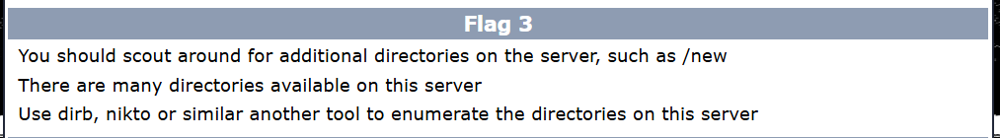 Flag 3
You should scout around for additional directories on the server, such as /new
There are many directories available on this server
Use dirb, nikto or similar another tool to enumerate the directories on this server